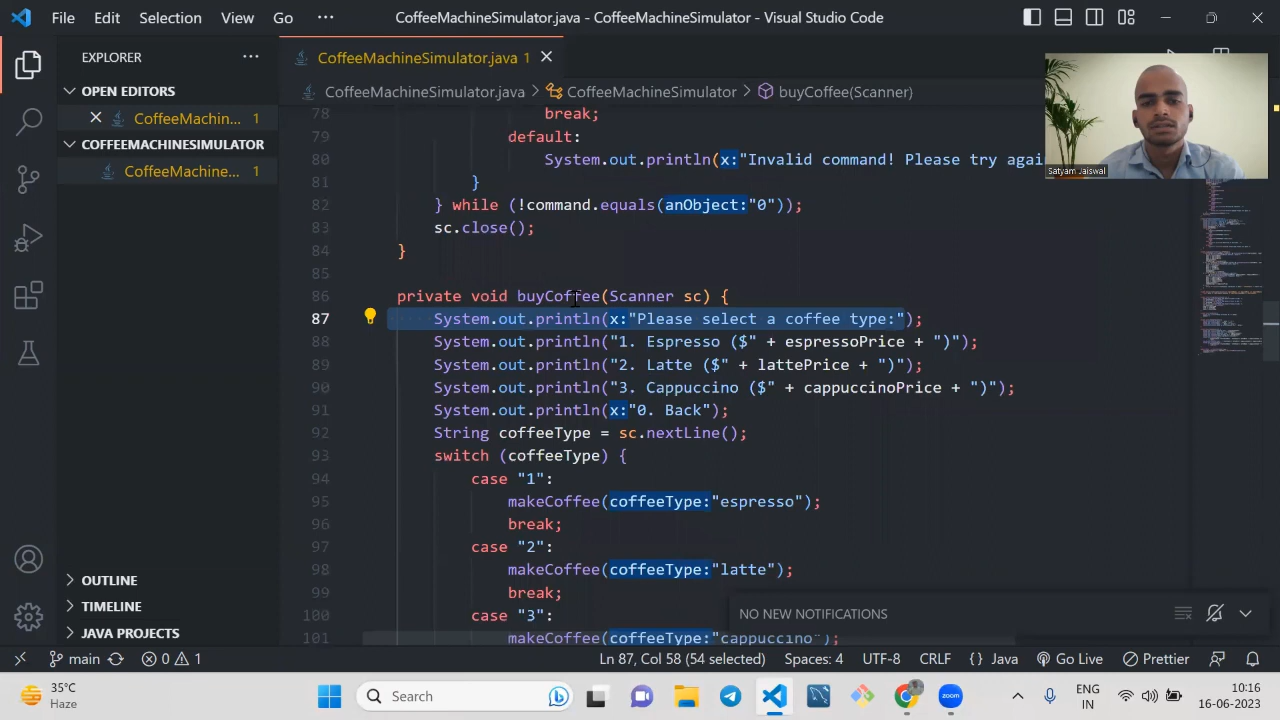 File Edit Selection View Go ··· CoffeeMachineSimulator.java - CoffeeMachineSimulator - Visual Studio Code
EXPLORER ···
OPEN EDITORS
CoffeeMachin... 1
COFFEEMACHINESIMULATOR
CoffeeMachine... 1
CoffeeMachineSimulator.java 1
CoffeeMachineSimulator.java > CoffeeMachineSimulator > buyCoffee(Scanner)
78 break;
79 default:
80 System.out.println(x:"Invalid command! Please try agai
81 }
82 } while (!command.equals(anObject:"0"));
83 sc.close();
84 }
85
86 private void buyCoffee(Scanner sc) {
87 System.out.println(x:"Please select a coffee type:");
88 System.out.println("1. Espresso ($" + espressoPrice + ")");
89 System.out.println("2. Latte ($" + lattePrice + ")");
90 System.out.println("3. Cappuccino ($" + cappuccinoPrice + ")");
91 System.out.println(x:"0. Back");
92 String coffeeType = sc.nextLine();
93 switch (coffeeType) {
94 case "1":
95 makeCoffee(coffeeType:"espresso");
96 break;
97 case "2":
98 makeCoffee(coffeeType:"latte");
99 break;
100 case "3":
101 makeCoffee(coffeeType:"cappuccino");
Satyam Jaiswal
OUTLINE
TIMELINE
JAVA PROJECTS
NO NEW NOTIFICATIONS
main 0 1 Ln 87, Col 58 (54 selected) Spaces: 4 UTF-8 CRLF {} Java Go Live Prettier
35°C
Haze
Search
ENG
IN
10:16
16-06-2023